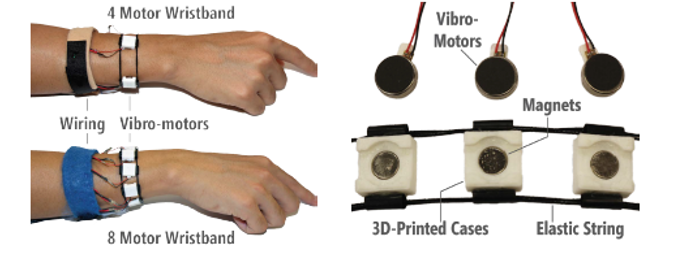 4 Motor Wristband
Wiring
Vibro-motors
8 Motor Wristband
Vibro-
Motors
Magnets
3D-Printed Cases
Elastic String